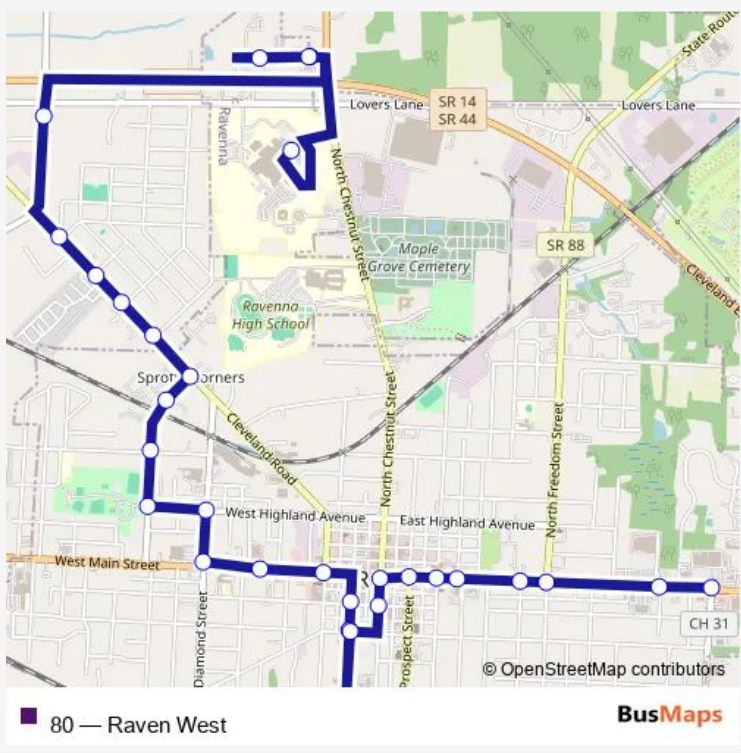 State Rout
Lovers Lane
SR 14
SR 44
Lovers Lane
Ravenna
North Chestnut Street
SR 88
Maple
Grove Cemetery
Cleveland E
Ravenna
High School
Sprott Corners
Cleveland Road
North Chestnut Street
North Freedom Street
West Highland Avenue
East Highland Avenue
West Main Street
R
Diamond Street
Prospect Street
CH 31
© OpenStreetMap contributors
80 — Raven West
BusMaps